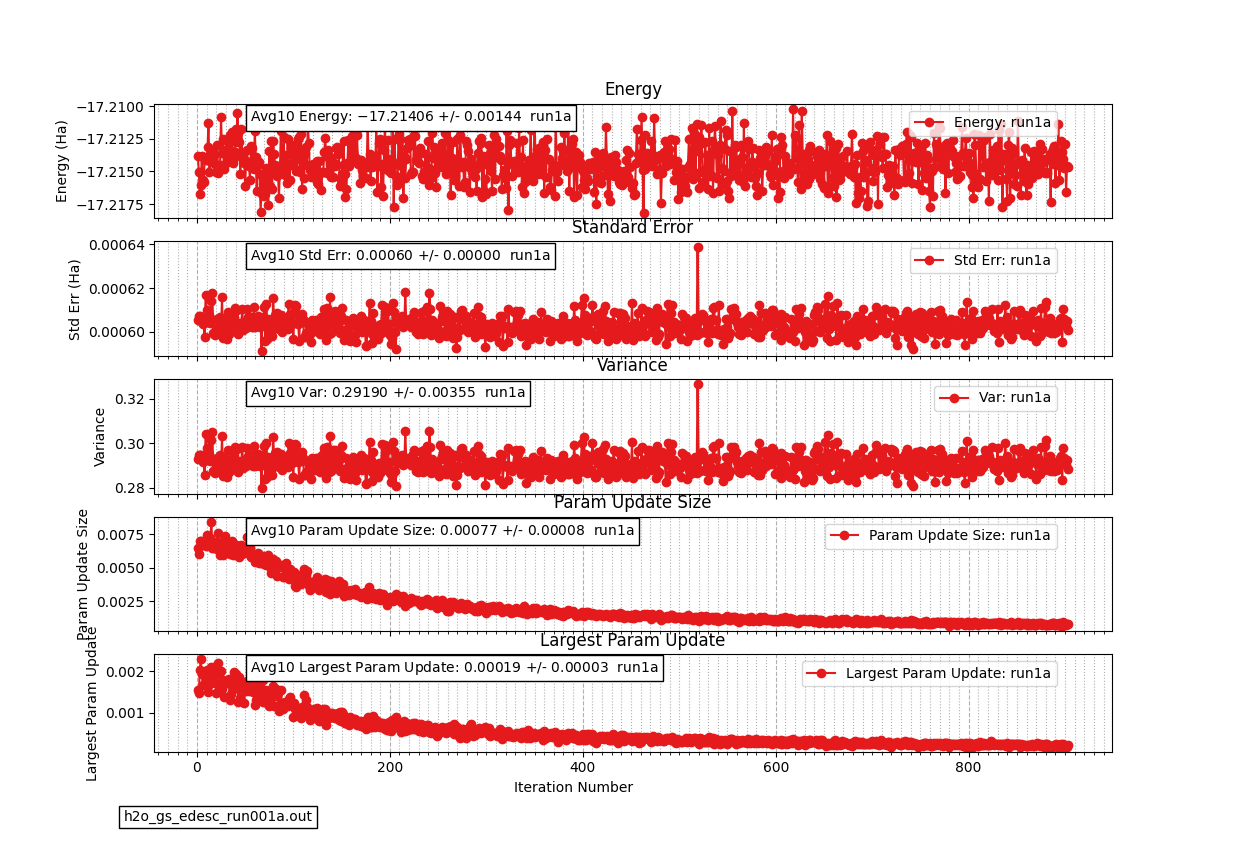 Energy
−17.2100
−17.2125
−17.2150
−17.2175
Energy (Ha)
Avg10 Energy: −17.21406 +/- 0.00144  run1a
Energy: run1a
Standard Error
0.00064
0.00062
0.00060
Std Err (Ha)
Avg10 Std Err: 0.00060 +/- 0.00000  run1a
Std Err: run1a
Variance
0.32
0.30
0.28
Variance
Avg10 Var: 0.29190 +/- 0.00355  run1a
Var: run1a
Param Update Size
0.0075
0.0050
0.0025
Param Update Size
Avg10 Param Update Size: 0.00077 +/- 0.00008  run1a
Param Update Size: run1a
Largest Param Update
0.002
0.001
Largest Param Update
Avg10 Largest Param Update: 0.00019 +/- 0.00003  run1a
Largest Param Update: run1a
0 200 400 600 800
Iteration Number
h2o_gs_edesc_run001a.out